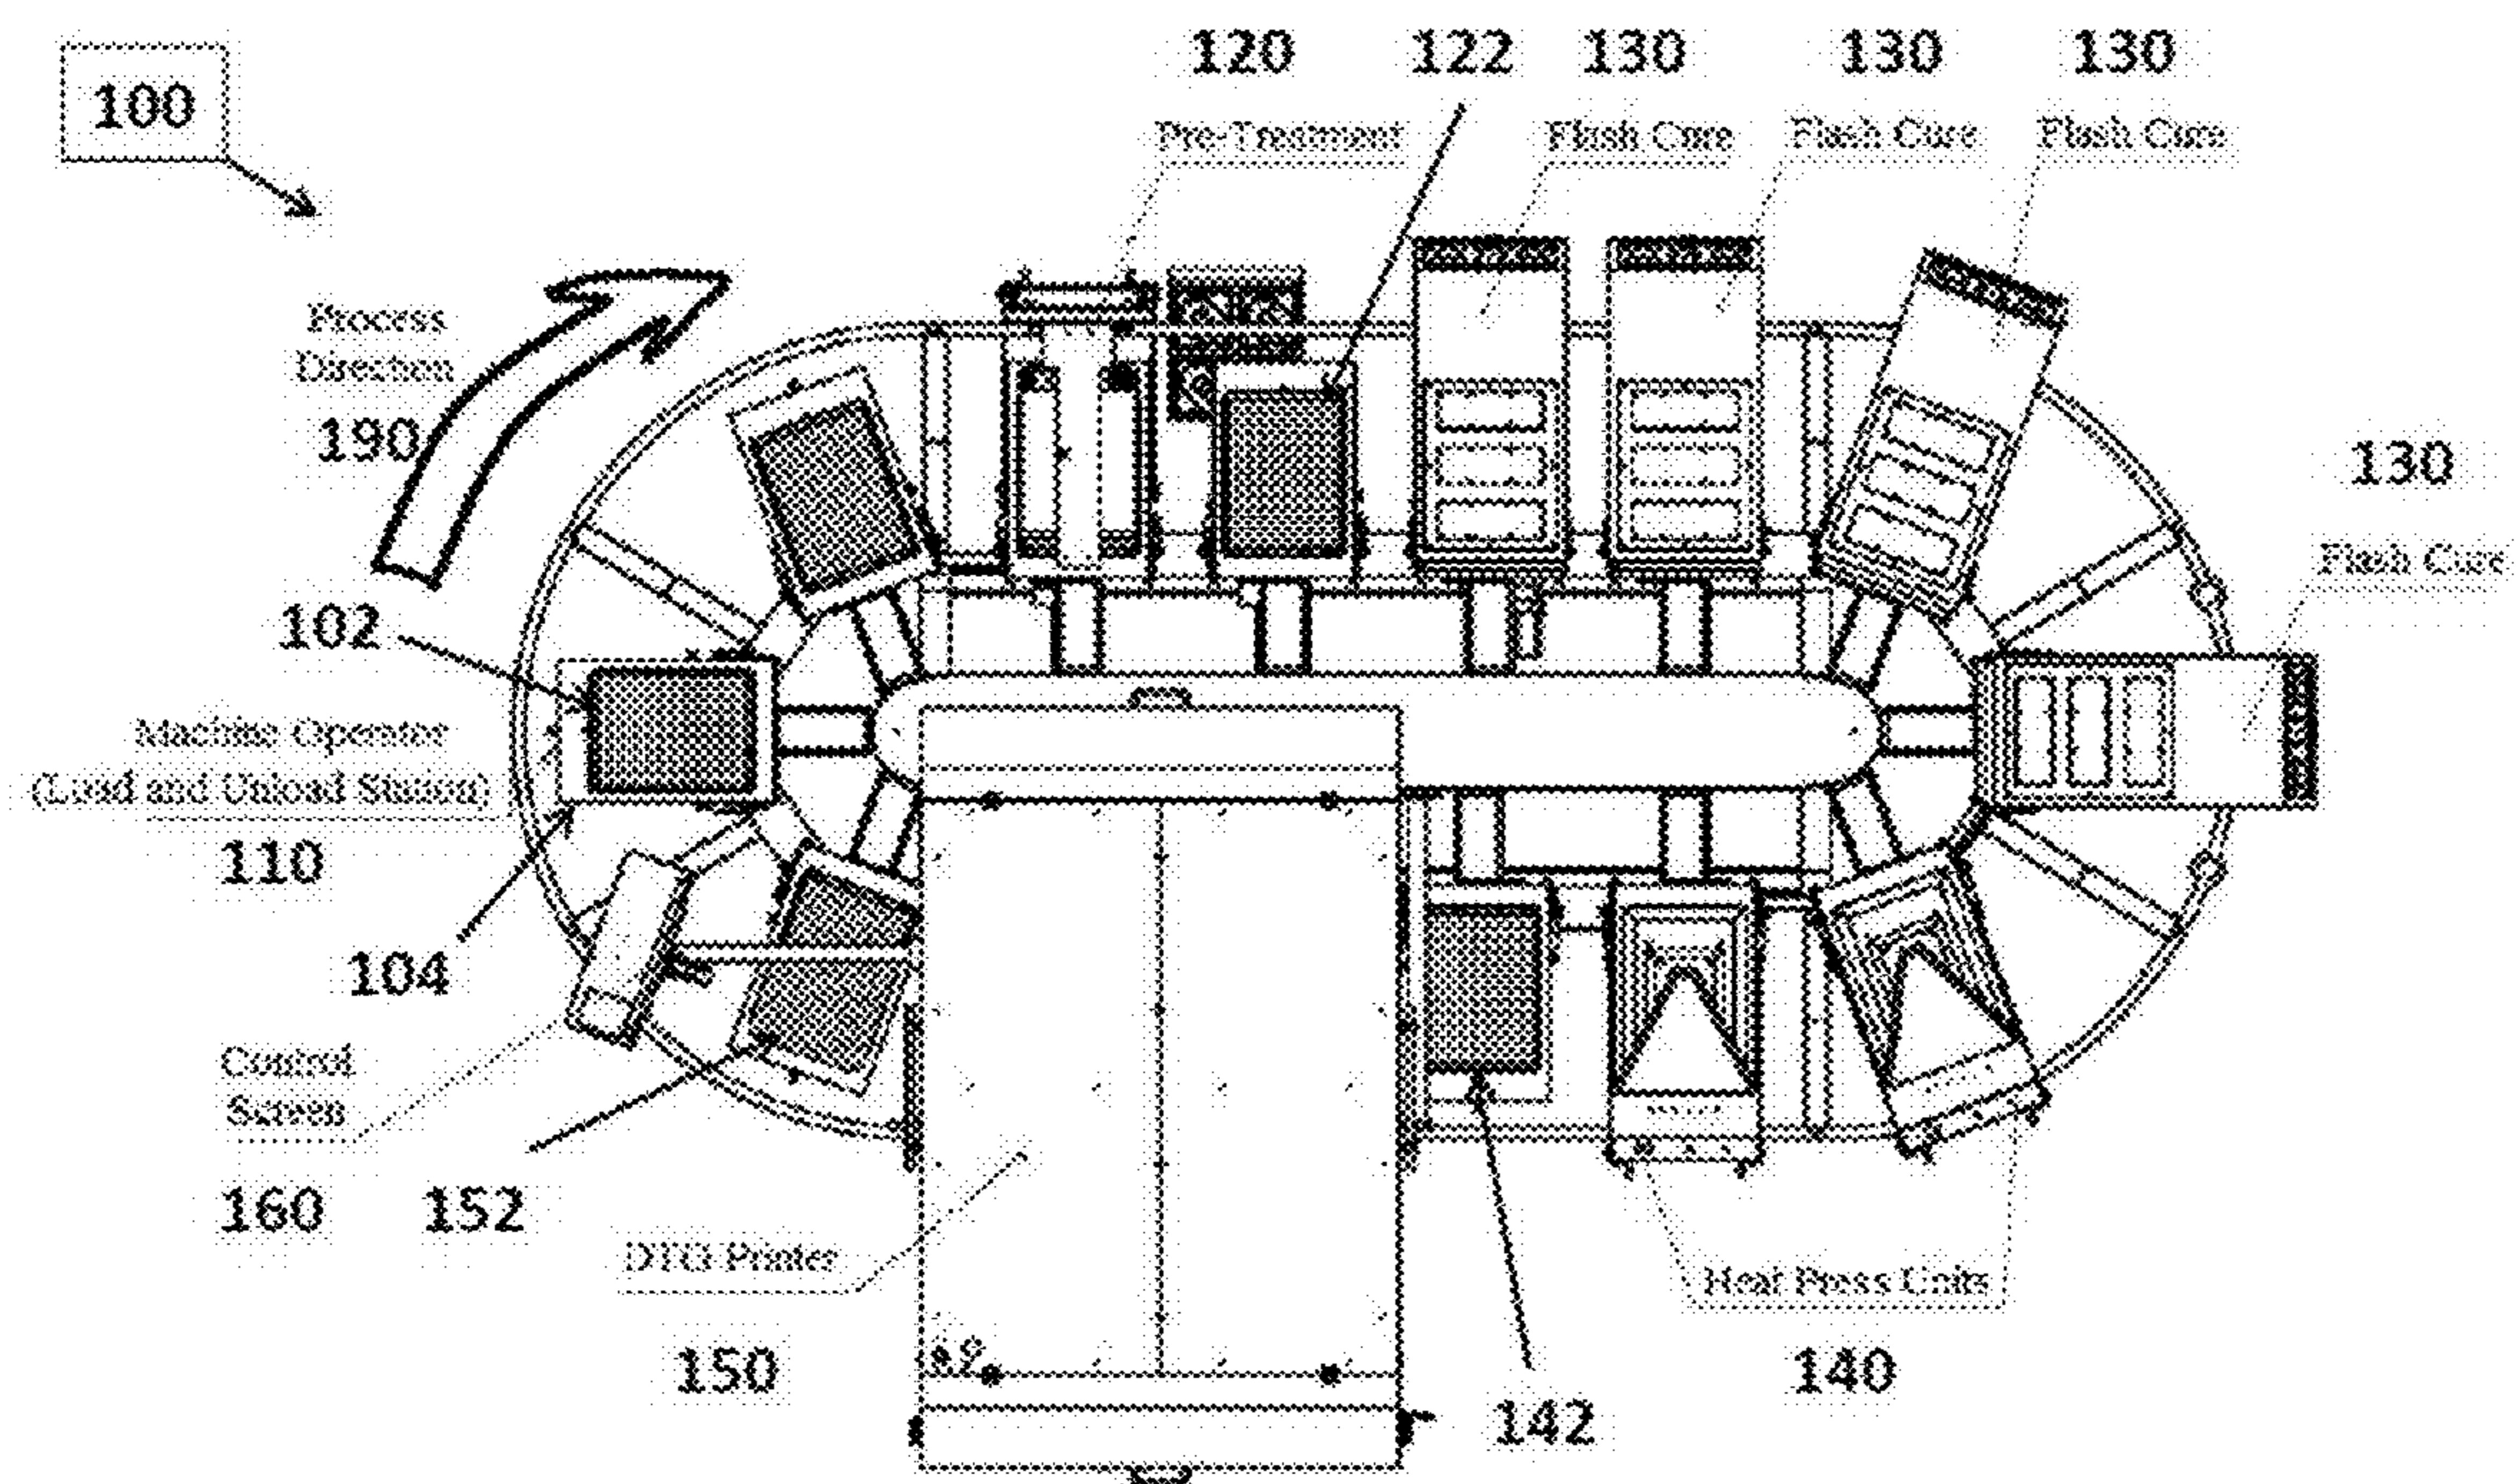 100
120
122
130
130
130
Pre-Treatment
Flash Cure
Flash Cure
Flash Cure
Process
Direction
190
130
Flash Cure
102
Machine Operator
(Load and Unload Station)
110
104
Control
Screen
160
152
DTG Printer
150
Heat Press Units
140
142